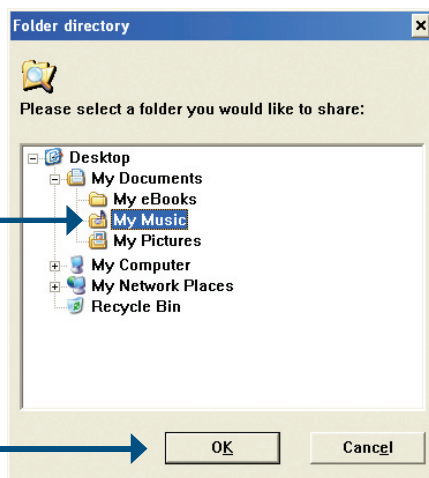 Folder directory
Please select a folder you would like to share:
Desktop
My Documents
My eBooks
My Music
My Pictures
My Computer
My Network Places
Recycle Bin
OK
Cancel